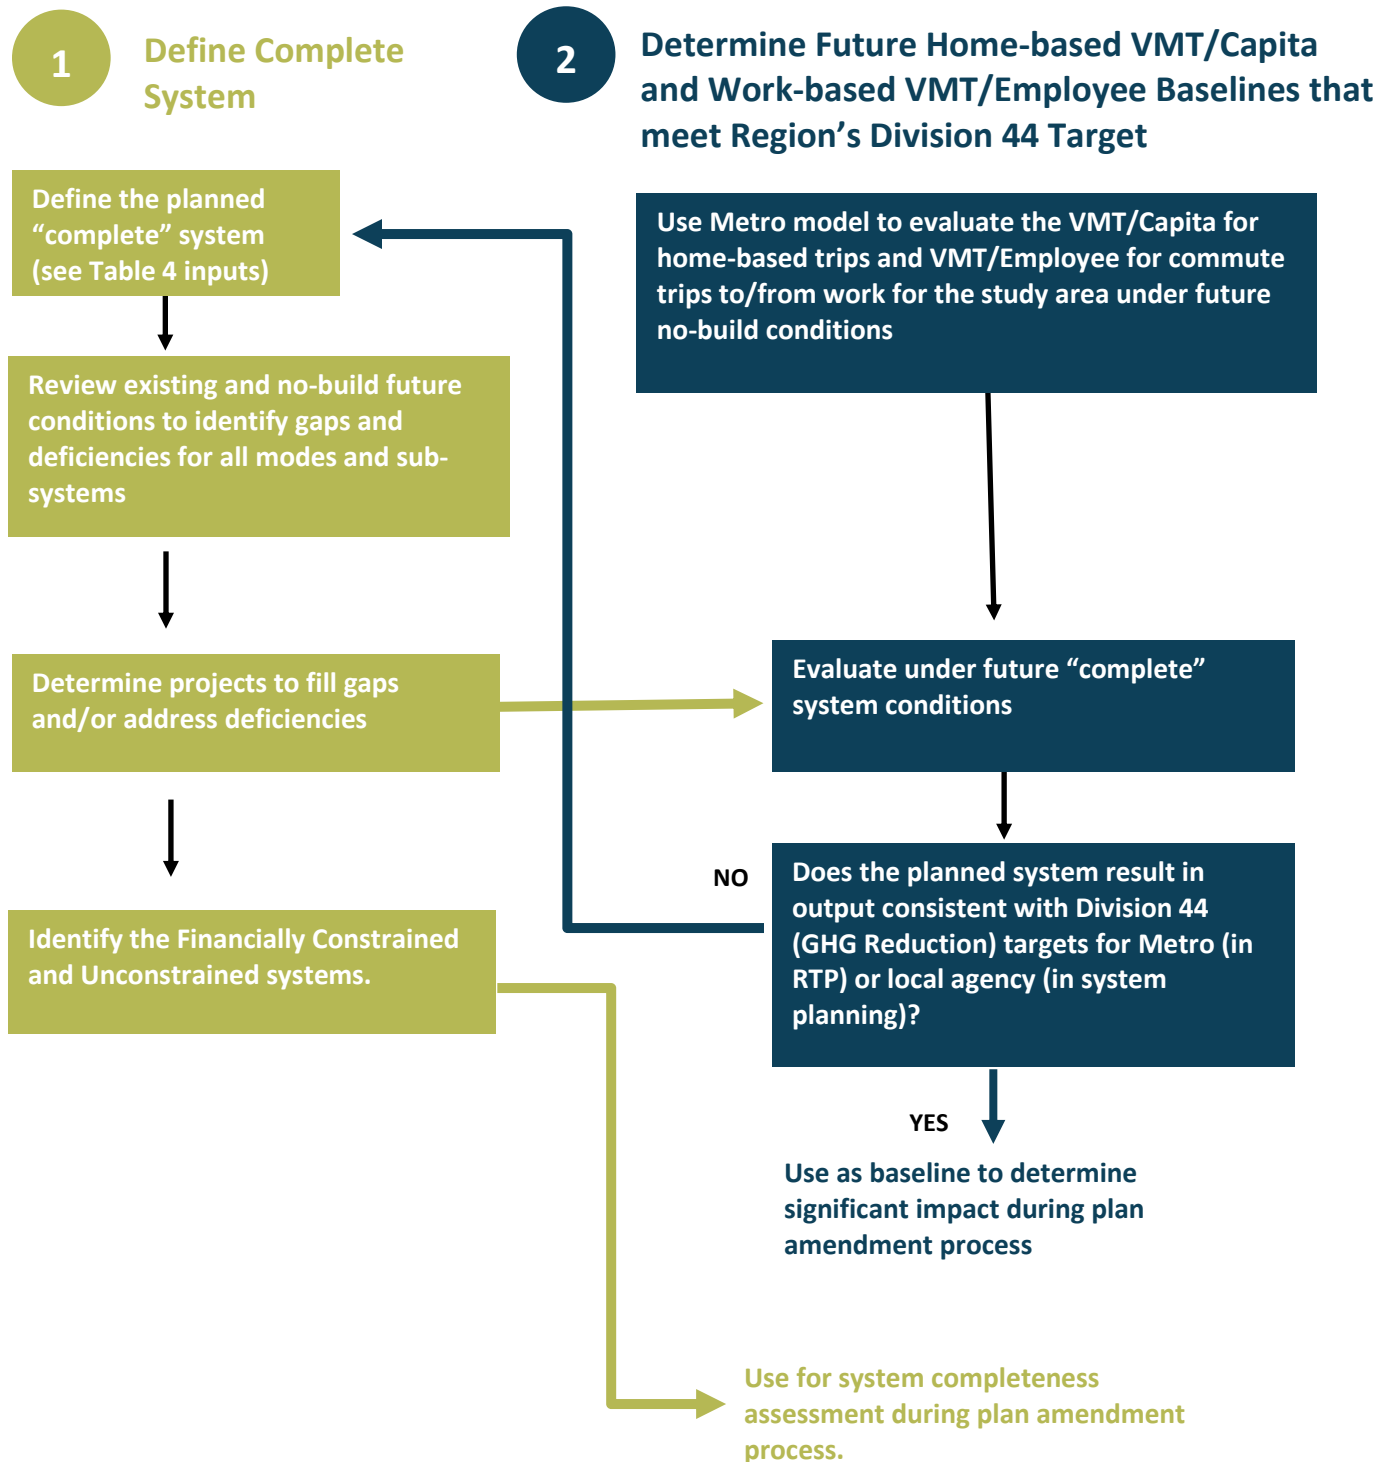 1
Define Complete
System
Define the planned
“complete” system
(see Table 4 inputs)
Review existing and no-build future
conditions to identify gaps and
deficiencies for all modes and sub-
systems
Determine projects to fill gaps
and/or address deficiencies
Identify the Financially Constrained
and Unconstrained systems.
2
Determine Future Home-based VMT/Capita
and Work-based VMT/Employee Baselines that
meet Region’s Division 44 Target
Use Metro model to evaluate the VMT/Capita for
home-based trips and VMT/Employee for commute
trips to/from work for the study area under future
no-build conditions
Evaluate under future “complete”
system conditions
NO
Does the planned system result in
output consistent with Division 44
(GHG Reduction) targets for Metro (in
RTP) or local agency (in system
planning)?
YES
Use as baseline to determine
significant impact during plan
amendment process
Use for system completeness
assessment during plan amendment
process.